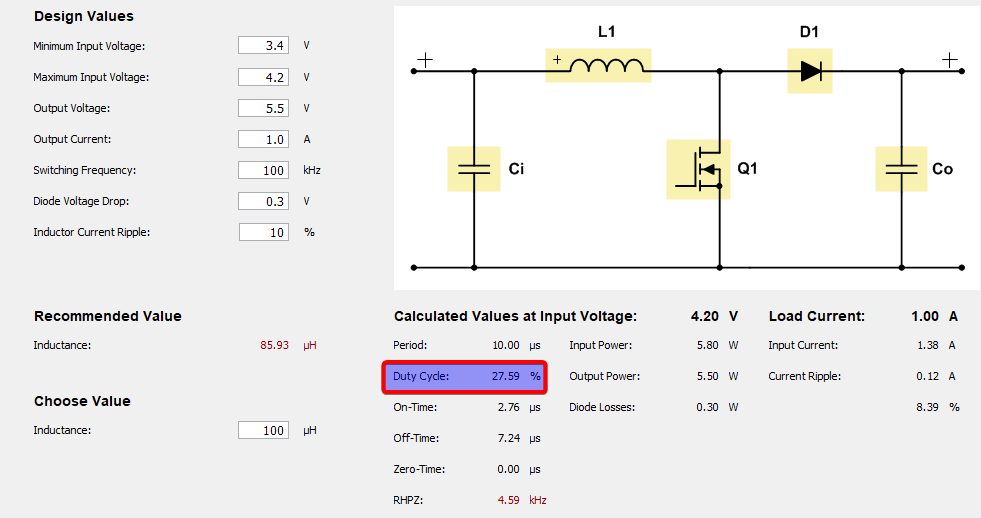 Design Values
Minimum Input Voltage: 3.4 V
Maximum Input Voltage: 4.2 V
Output Voltage: 5.5 V
Output Current: 1.0 A
Switching Frequency: 100 kHz
Diode Voltage Drop: 0.3 V
Inductor Current Ripple: 10 %
L1 D1
+ + +
Ci Q1 Co
Recommended Value
Inductance: 85.93 µH
Choose Value
Inductance: 100 µH
Calculated Values at Input Voltage: 4.20 V Load Current: 1.00 A
Period: 10.00 µs Input Power: 5.80 W Input Current: 1.38 A
Duty Cycle: 27.59 % Output Power: 5.50 W Current Ripple: 0.12 A
On-Time: 2.76 µs Diode Losses: 0.30 W 8.39 %
Off-Time: 7.24 µs
Zero-Time: 0.00 µs
RHPZ: 4.59 kHz